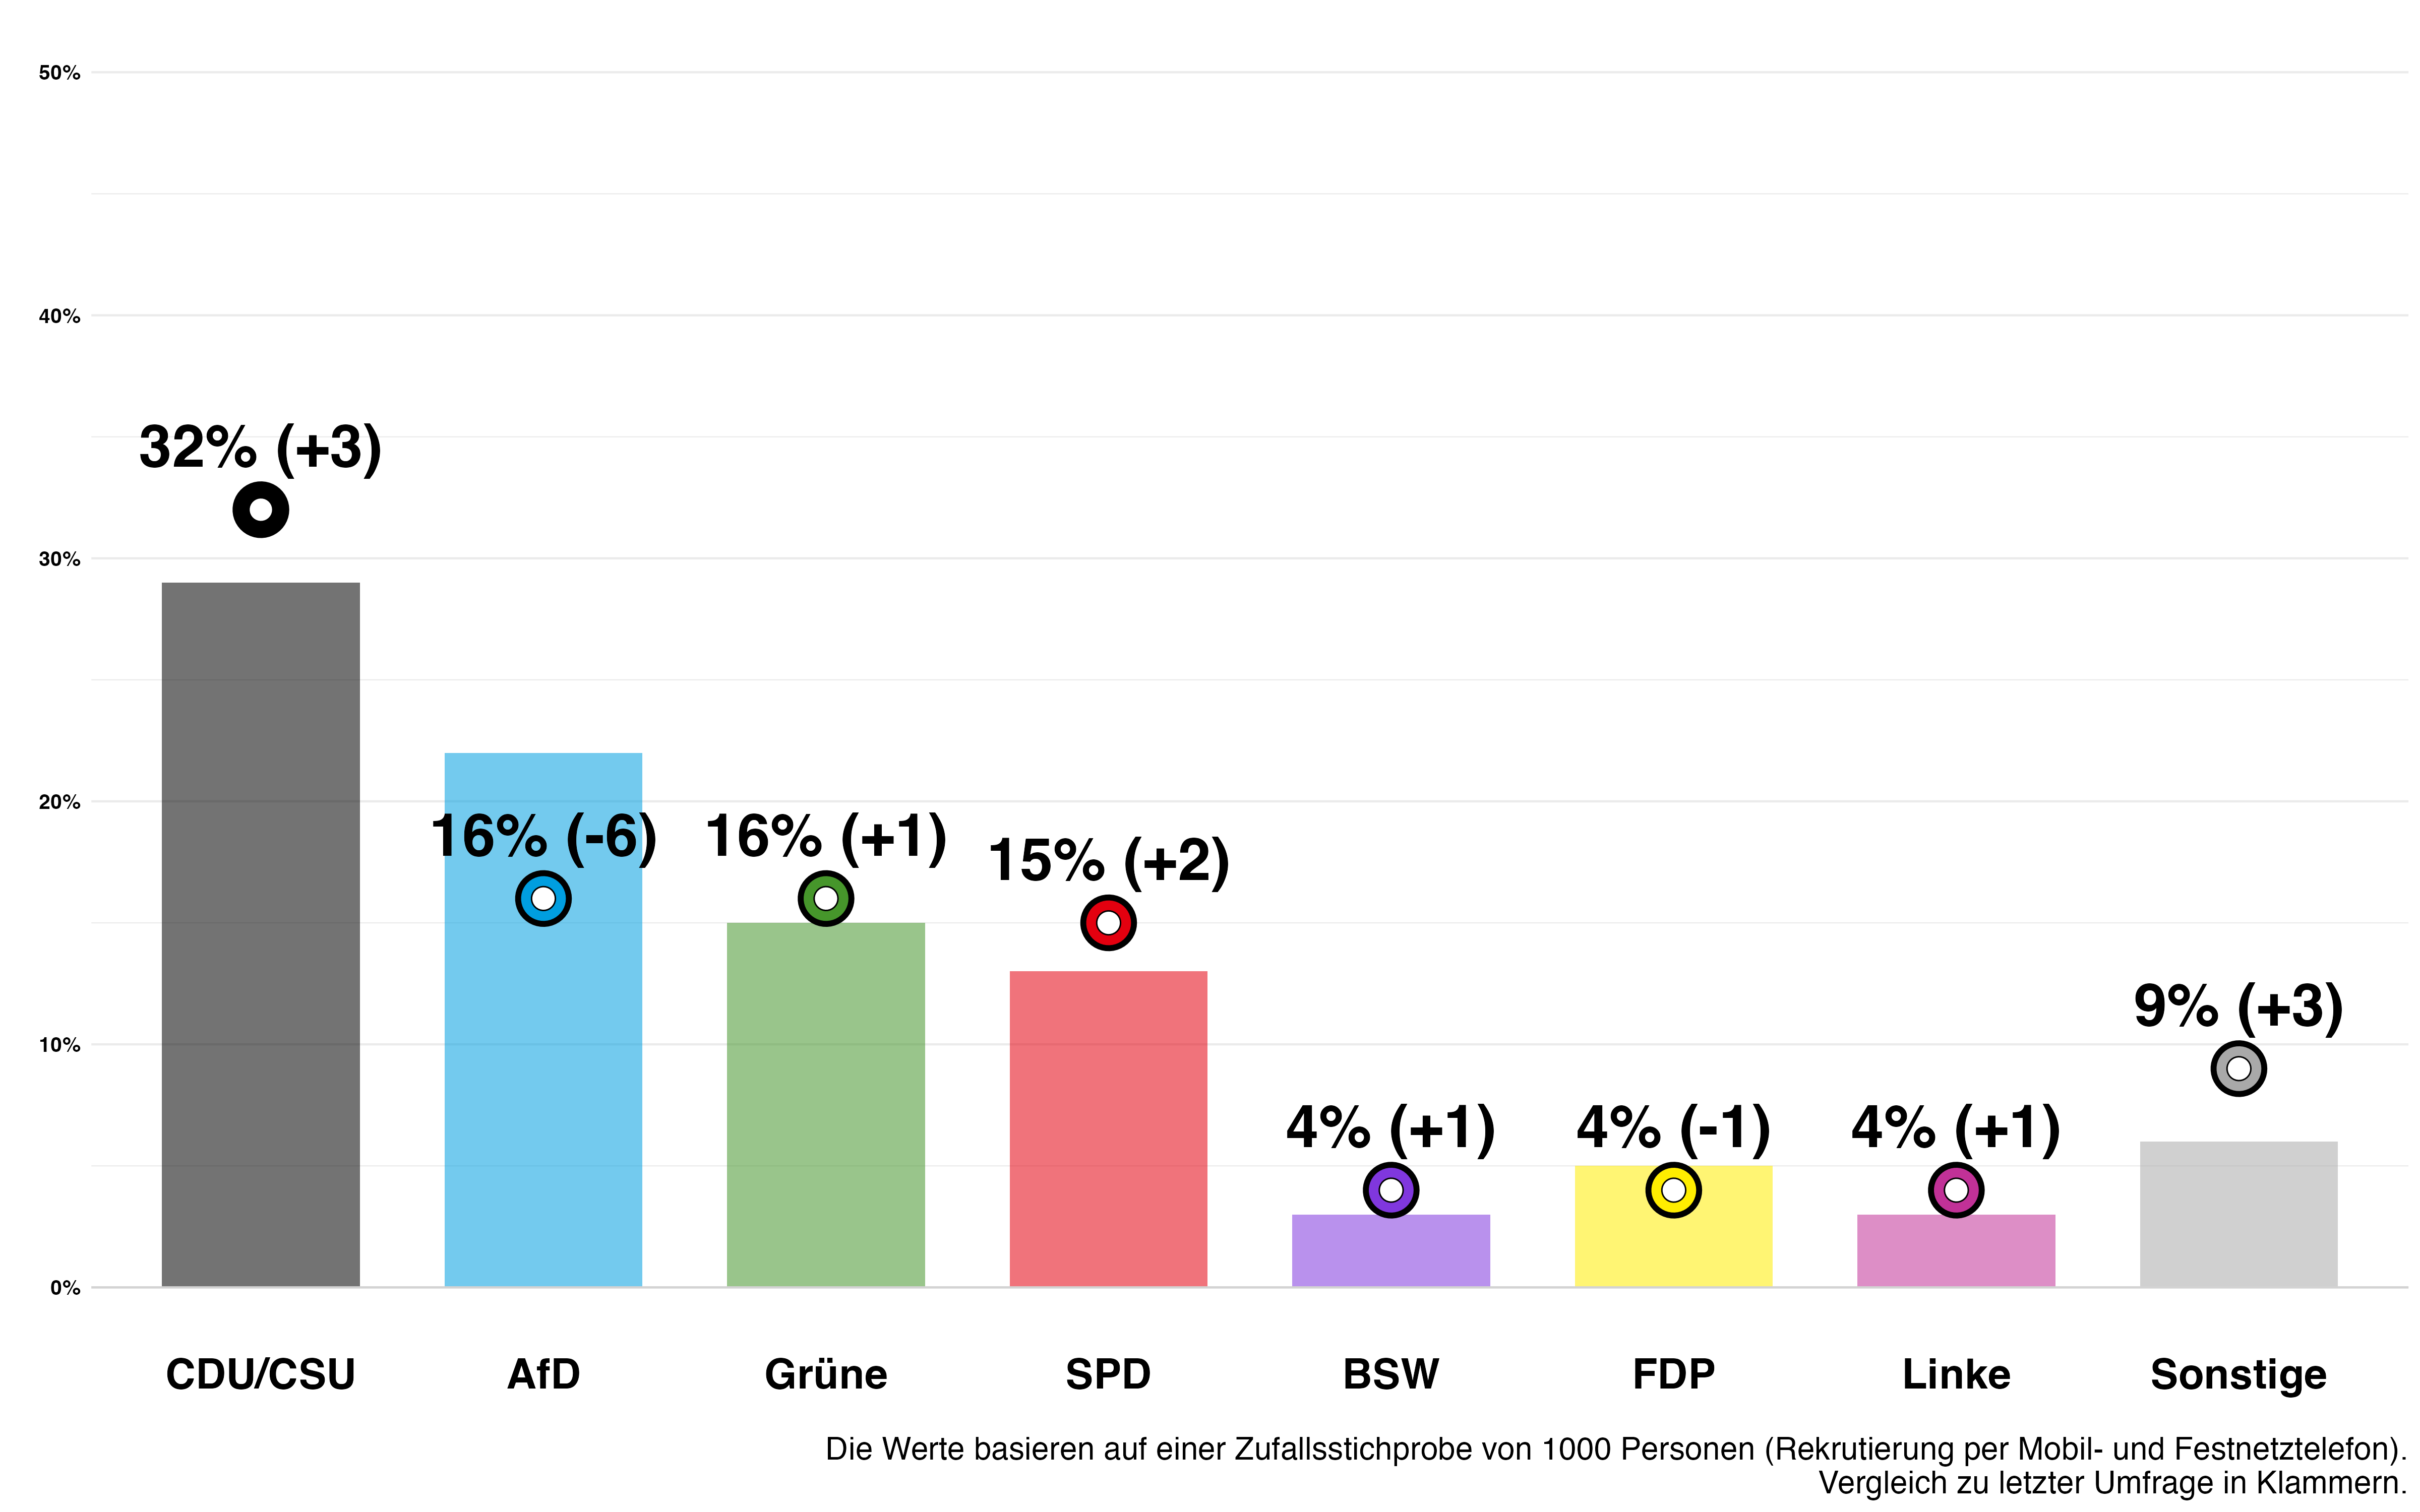 50%
40%
30%
20%
10%
0%
32% (+3)
16% (-6)
16% (+1)
15% (+2)
4% (+1)
4% (-1)
4% (+1)
9% (+3)
CDU/CSU
AfD
Grüne
SPD
BSW
FDP
Linke
Sonstige
Die Werte basieren auf einer Zufallsstichprobe von 1000 Personen (Rekrutierung per Mobil- und Festnetztelefon).
Vergleich zu letzter Umfrage in Klammern.